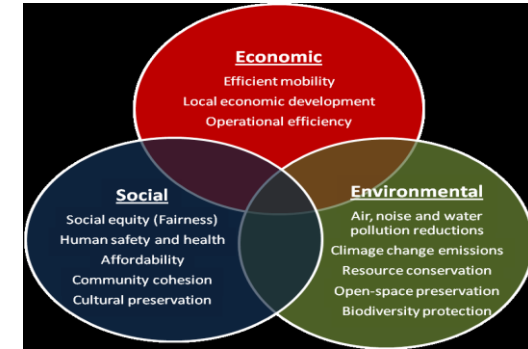 Economic
Efficient mobility
Local economic development
Operational efficiency
Social
Social equity (Fairness)
Human safety and health
Affordability
Community cohesion
Cultural preservation
Environmental
Air, noise and water
pollution reductions
Climage change emissions
Resource conservation
Open-space preservation
Biodiversity protection